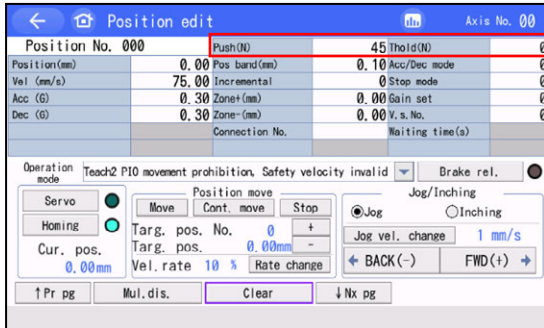 Position edit Axis No. 00
Position No. 000 Push(N) 45 Thold(N) 0
Position(mm) 0.00 Pos band(mm) 0.10 Acc/Dec mode 0
Vel (mm/s) 75.00 Incremental 0 Stop mode 0
Acc (G) 0.30 Zone+(mm) 0.00 Gain set 0
Dec (G) 0.30 Zone-(mm) 0.00 V.s.No. 0
Connection No. Waiting time(s)
Operation mode Teach2 PIO movement prohibition, Safety velocity invalid Brake rel.
Position move Jog/Inching
Servo Move Cont. move Stop Jog Inching
Homing Targ. pos. No. 0 + Jog vel. change 1 mm/s
Cur. pos. Targ. pos. 0.00mm -
0.00mm Vel.rate 10 % Rate change BACK(-) FWD(+)
↑Pr pg Mul.dis. Clear ↓Nx pg